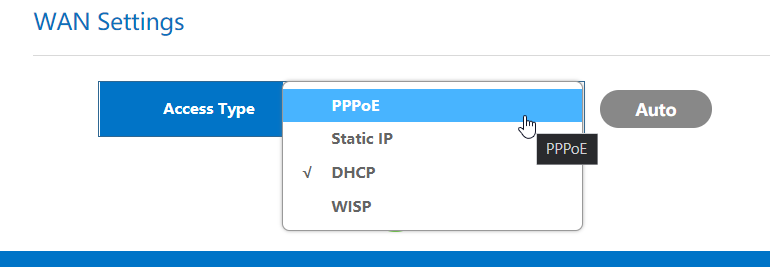 WAN Settings
Access Type
PPPoE
Auto
Static IP
PPPoE
√ DHCP
WISP